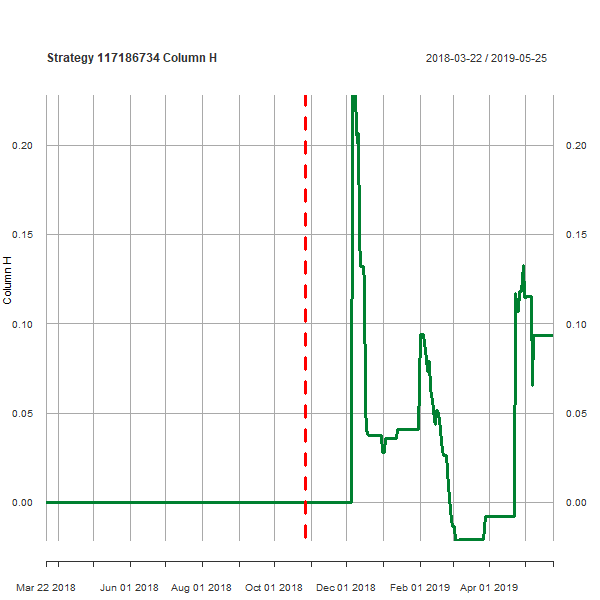 Strategy 117186734 Column H
2018-03-22 / 2019-05-25
0.20 0.20
0.15 0.15
Column H
0.10 0.10
0.05 0.05
0.00 0.00
Mar 22 2018 Jun 01 2018 Aug 01 2018 Oct 01 2018 Dec 01 2018 Feb 01 2019 Apr 01 2019